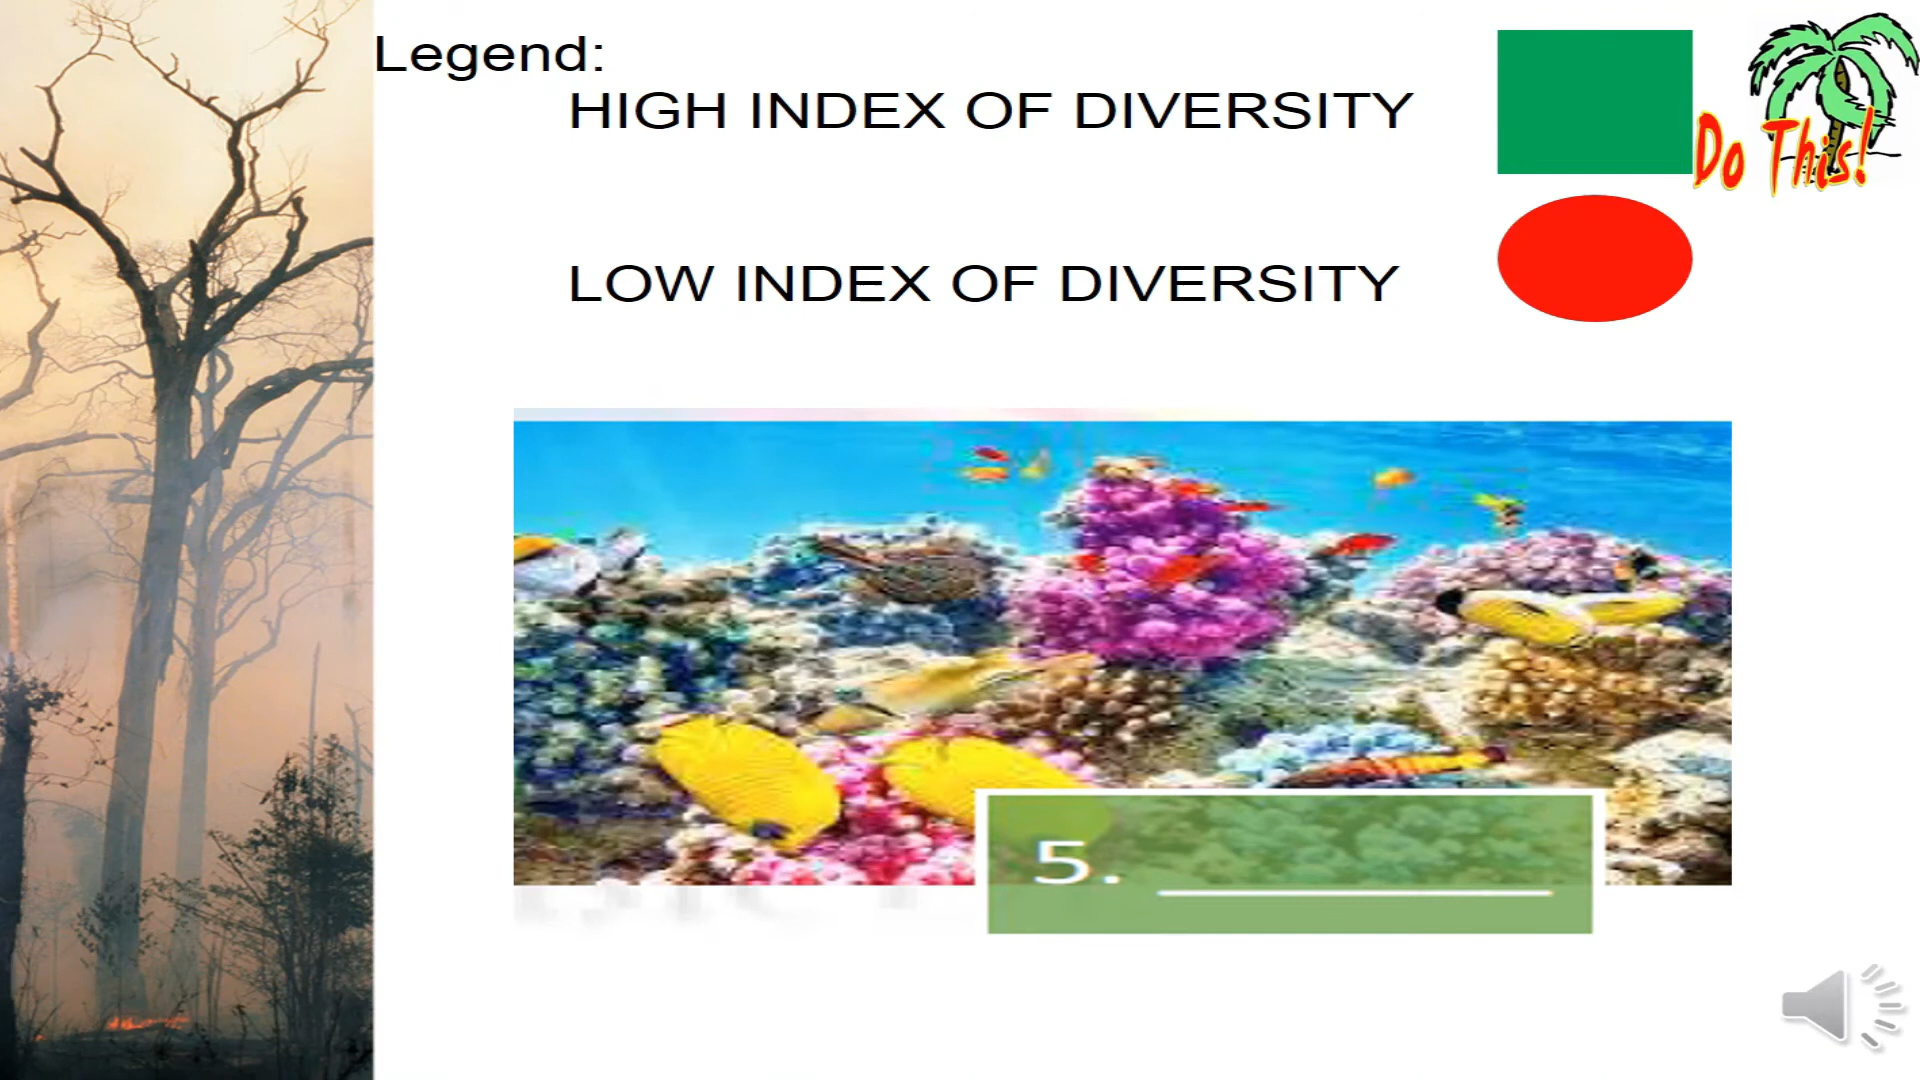 Legend:
HIGH INDEX OF DIVERSITY
Do This!
LOW INDEX OF DIVERSITY
5.